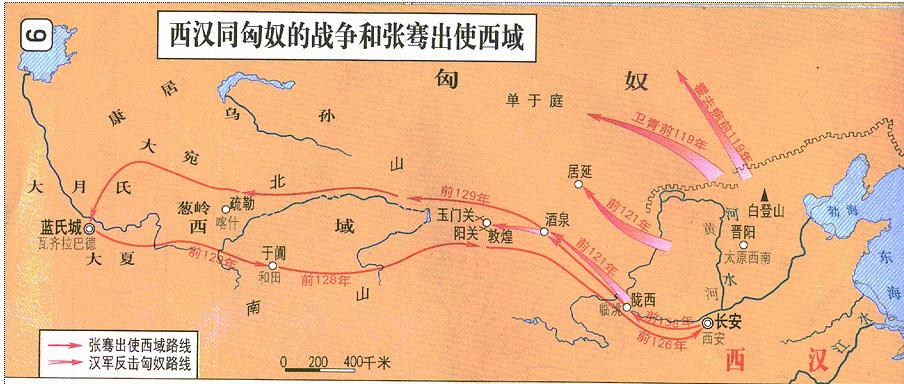 9
西汉同匈奴的战争和张骞出使西域
匈 奴
单于庭
康居
乌孙
大宛
大月氏
北山
葱岭
疏勒
喀什
西域
蓝氏城
瓦齐拉巴德
大夏
于阗
和田
南山
前128年
前129年
玉门关
阳关
敦煌
酒泉
居延
前121年
前121年
卫青前119年
霍去病前119年
白登山
晋阳
太原西南
黄河
河水
渤海
东海
江水
陇西
临洮
长安
西安
前138年
前126年
西 汉
张骞出使西域路线
汉军反击匈奴路线
0 200 400千米